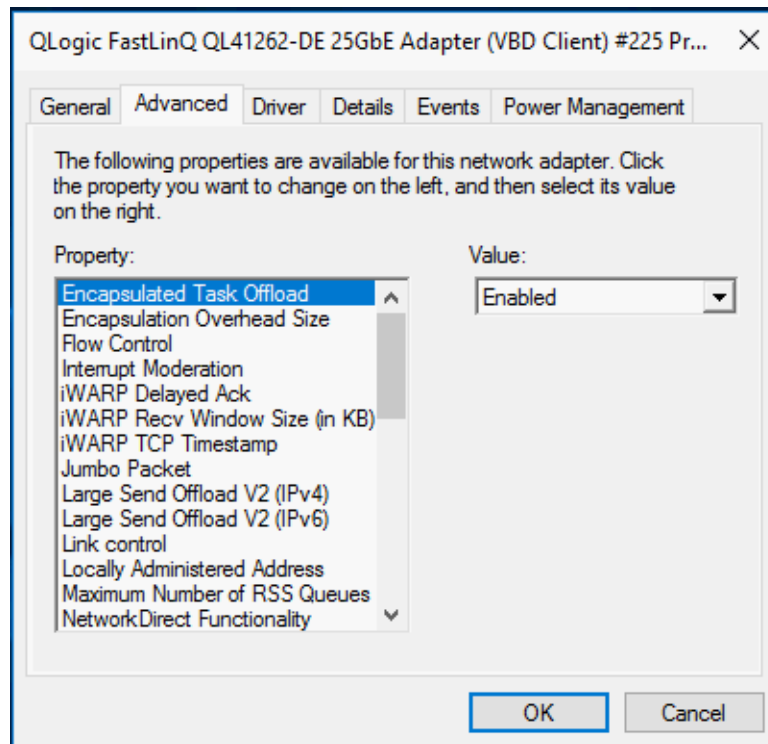 QLogic FastLinQ QL41262-DE 25GbE Adapter (VBD Client) #225 Pr...
General Advanced Driver Details Events Power Management
The following properties are available for this network adapter. Click
the property you want to change on the left, and then select its value
on the right.
Property:
Value:
Encapsulated Task Offload
Enabled
Encapsulation Overhead Size
Flow Control
Interrupt Moderation
iWARP Delayed Ack
iWARP Recv Window Size (in KB)
iWARP TCP Timestamp
Jumbo Packet
Large Send Offload V2 (IPv4)
Large Send Offload V2 (IPv6)
Link control
Locally Administered Address
Maximum Number of RSS Queues
NetworkDirect Functionality
OK
Cancel